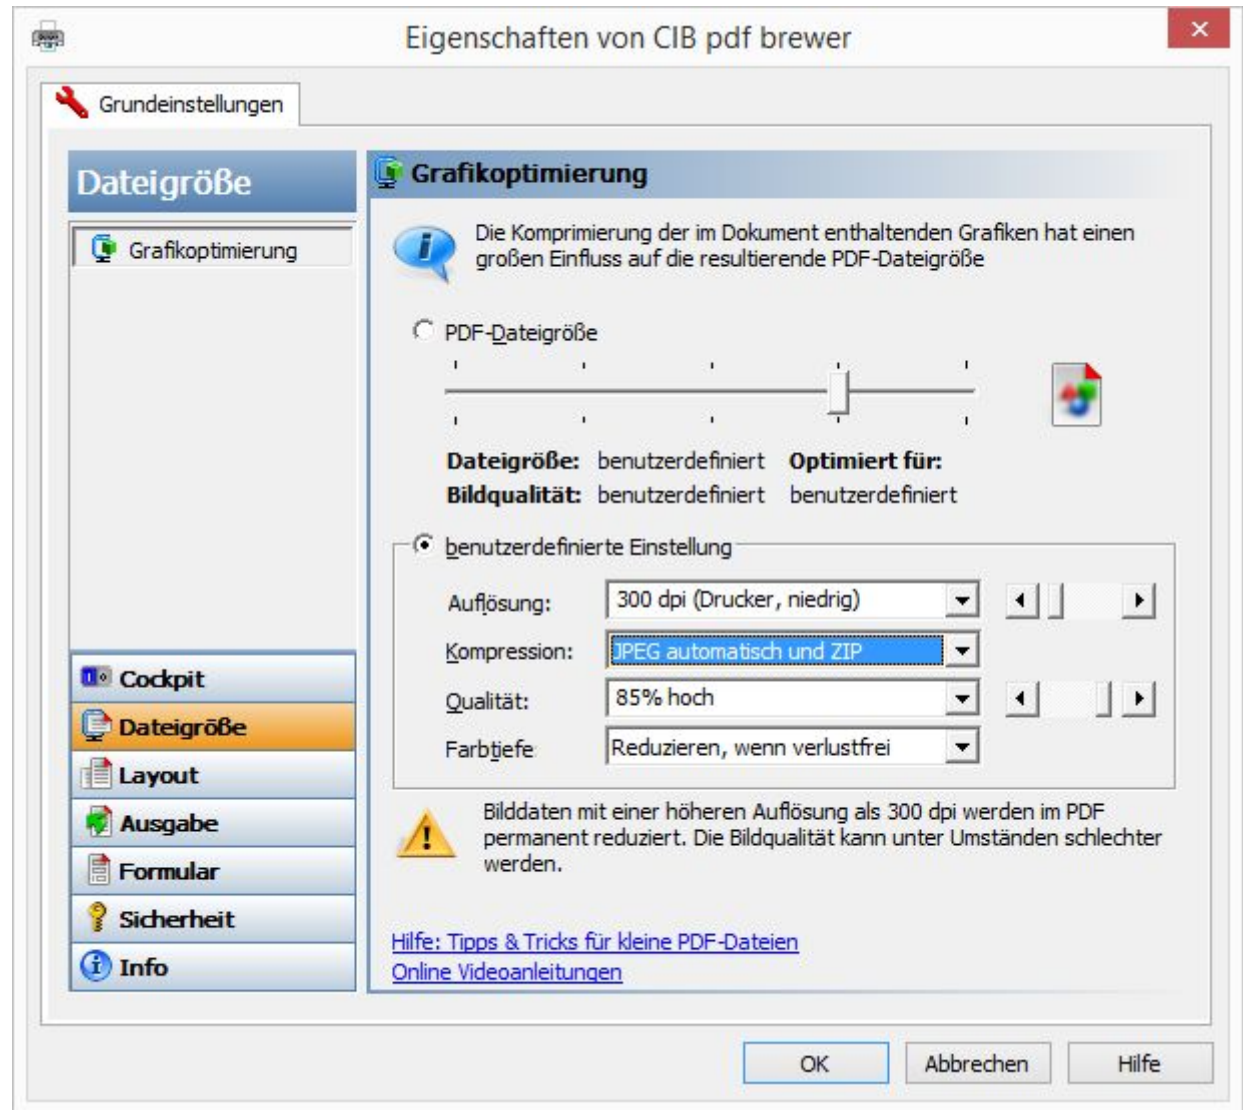 Eigenschaften von CIB pdf brewer
Grundeinstellungen
Dateigröße
Grafikoptimierung
Cockpit
Dateigröße
Layout
Ausgabe
Formular
Sicherheit
Info
Grafikoptimierung
Die Komprimierung der im Dokument enthaltenden Grafiken hat einen
großen Einfluss auf die resultierende PDF-Dateigröße
PDF-Dateigröße
Dateigröße: benutzerdefiniert Optimiert für:
Bildqualität: benutzerdefiniert benutzerdefiniert
benutzerdefinierte Einstellung
Auflösung: 300 dpi (Drucker, niedrig)
Kompression: JPEG automatisch und ZIP
Qualität: 85% hoch
Farbtiefe Reduzieren, wenn verlustfrei
Bilddaten mit einer höheren Auflösung als 300 dpi werden im PDF
permanent reduziert. Die Bildqualität kann unter Umständen schlechter
werden.
Hilfe: Tipps & Tricks für kleine PDF-Dateien
Online Videoanleitungen
OK Abbrechen Hilfe